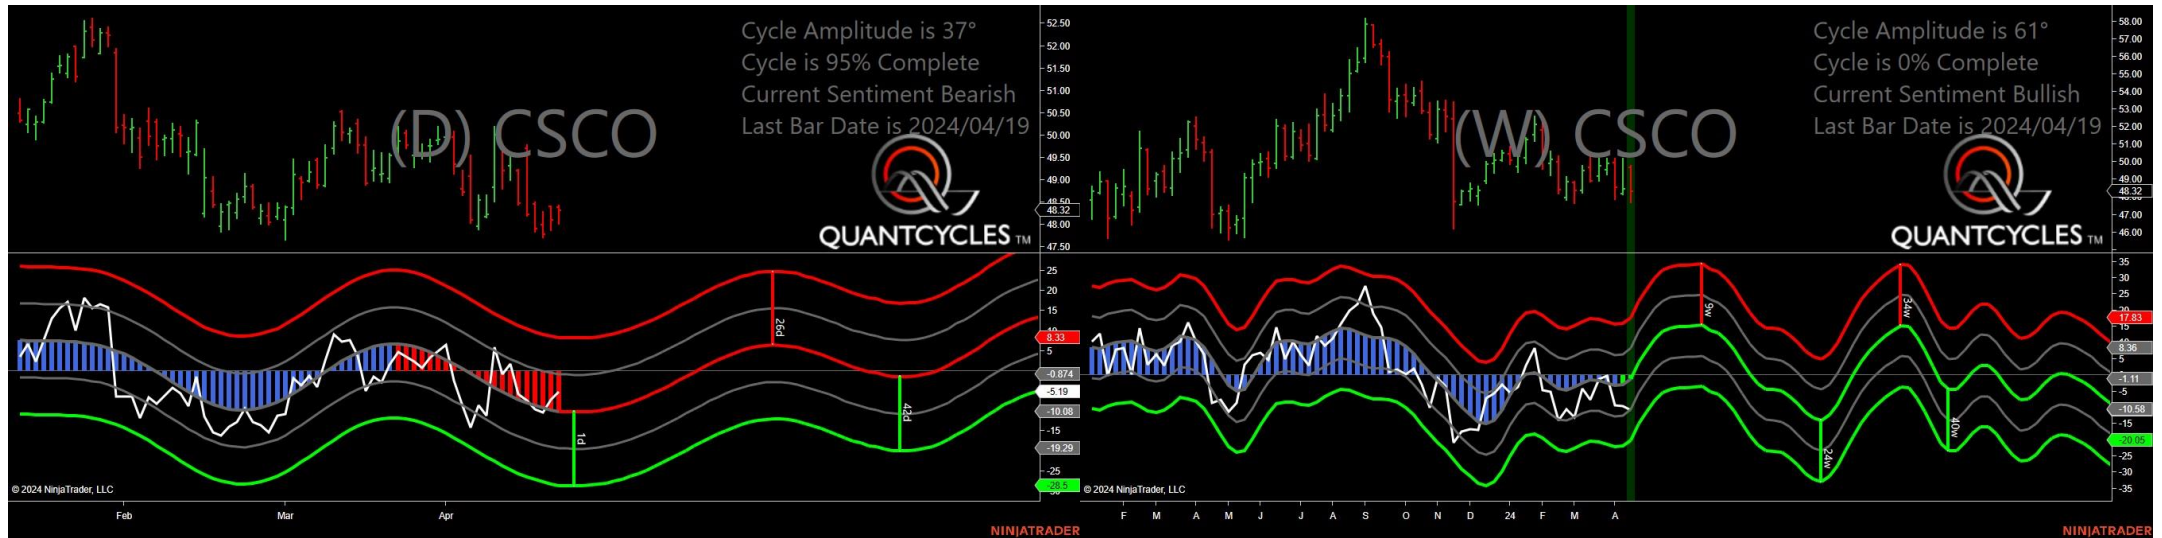 Cycle Amplitude is 37°
Cycle is 95% Complete
Current Sentiment Bearish
Last Bar Date is 2024/04/19
(D) CSCO
QUANTCYCLES TM
52.50
52.00
51.50
51.00
50.50
50.00
49.50
49.00
48.50
48.32
48.00
47.50
25
20
15
10
8.33
5
-0.874
-5.19
-10.08
-15
-19.29
-25
-28.5
26d
42d
1d
© 2024 NinjaTrader, LLC
Feb Mar Apr
NINJATRADER
Cycle Amplitude is 61°
Cycle is 0% Complete
Current Sentiment Bullish
Last Bar Date is 2024/04/19
(W) CSCO
QUANTCYCLES TM
58.00
57.00
56.00
55.00
54.00
53.00
52.00
51.00
50.00
49.00
48.32
47.00
46.00
35
30
25
17.83
15
8.36
5
-1.11
-5
-10.58
-15
-20.05
-25
-30
-35
9w
34w
24w
40w
© 2024 NinjaTrader, LLC
F M A M J J A S O N D 24 F M A
NINJATRADER